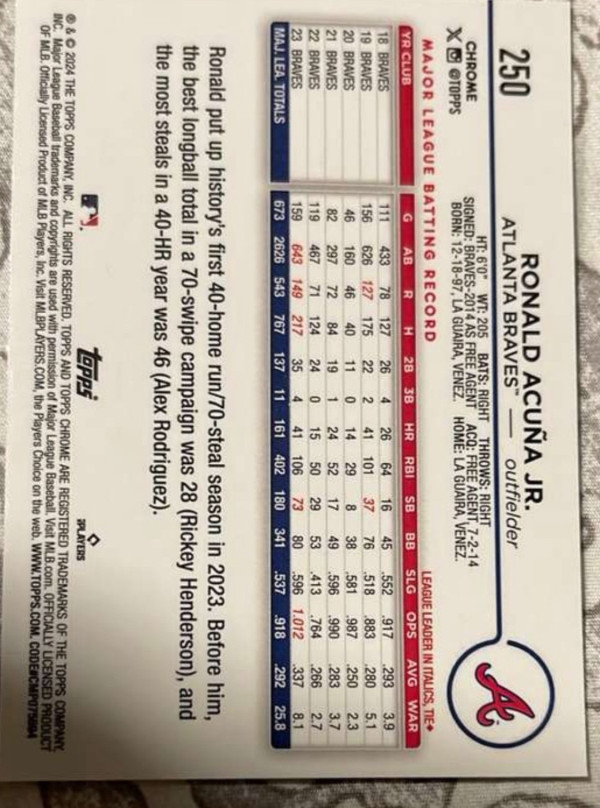 250
RONALD ACUÑA JR.
ATLANTA BRAVES™ — outfielder
CHROME
X @TOPPS
HT: 6'0" WT: 205 BATS: RIGHT THROWS: RIGHT
SIGNED: BRAVES-2014 AS FREE AGENT ACQ: FREE AGENT, 7-2-14
BORN: 12-18-97, LA GUAIRA, VENEZ. HOME: LA GUAIRA, VENEZ.
A
MAJOR LEAGUE BATTING RECORD LEAGUE LEADER IN ITALICS, TIE♦
YR CLUB G AB R H 2B 3B HR RBI SB BB SLG OPS AVG WAR
18 BRAVES 111 433 78 127 26 4 26 64 16 45 .552 .917 .293 3.9
19 BRAVES 156 626 127 175 22 2 41 101 37 76 .518 .883 .280 5.1
20 BRAVES 46 160 46 40 11 0 14 29 8 38 .581 .987 .250 2.3
21 BRAVES 82 297 72 84 19 1 24 52 17 49 .596 .990 .283 3.7
22 BRAVES 119 467 71 124 24 0 15 50 29 53 .413 .764 .266 2.7
23 BRAVES 159 643 149 217 35 4 41 106 73 80 .596 1.012 .337 8.1
MAJ. LEA. TOTALS 673 2626 543 767 137 11 161 402 180 341 .537 .918 .292 25.8
Ronald put up history's first 40-home run/70-steal season in 2023. Before him,
the best longball total in a 70-swipe campaign was 28 (Rickey Henderson), and
the most steals in a 40-HR year was 46 (Alex Rodriguez).
topps
PLAYERS
® & © 2024 THE TOPPS COMPANY, INC. ALL RIGHTS RESERVED. TOPPS AND TOPPS CHROME ARE REGISTERED TRADEMARKS OF THE TOPPS COMPANY,
INC. Major League Baseball trademarks and copyrights are used with permission of Major League Baseball. Visit MLB.com. OFFICIALLY LICENSED PRODUCT
OF MLB. Officially Licensed Product of MLB Players, Inc. Visit MLBPLAYERS.COM, the Players Choice on the web. WWW.TOPPS.COM. CODE#CMP075984